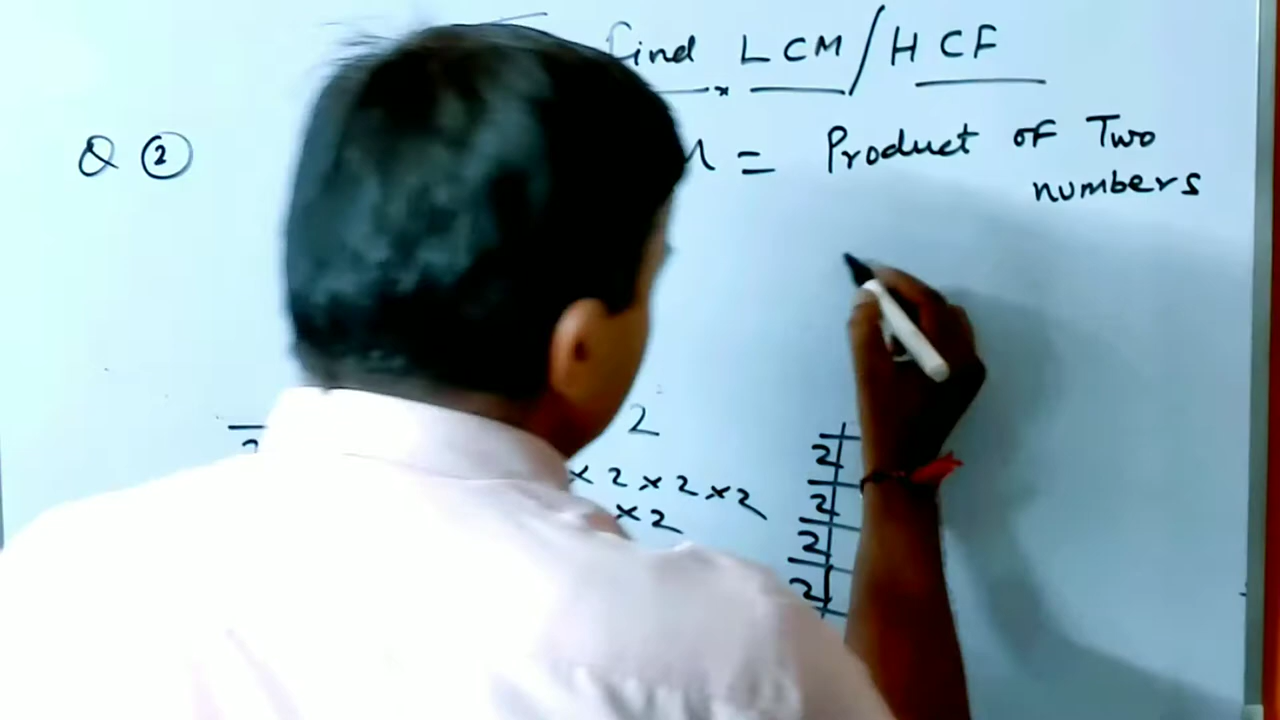 Find LCM/HCF
Q ② = Product of Two
numbers
2
× 2 × 2 × 2
× 2
2
2
2
2